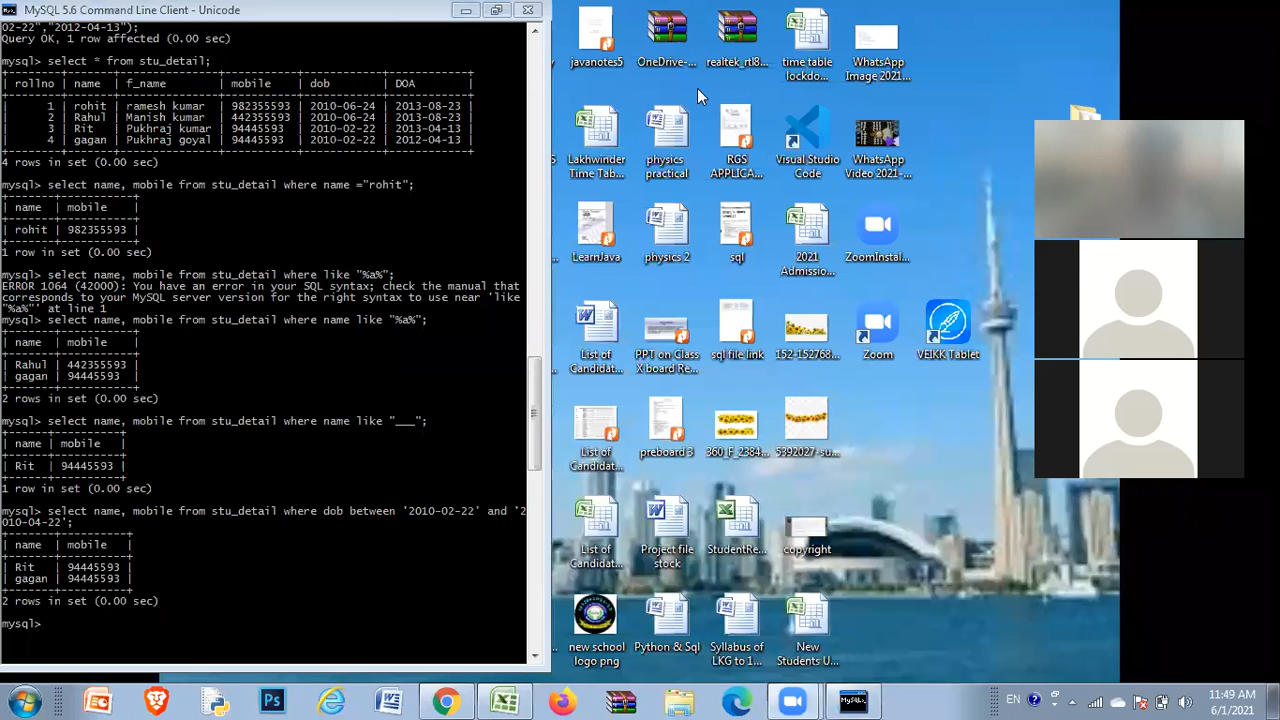 MySQL 5.6 Command Line Client - Unicode
02-22","2012-04-13");
Query OK, 1 row affected (0.00 sec)
mysql> select * from stu_detail;
| rollno | name | f_name | mobile | dob | DOA |
| 1 | rohit | ramesh kumar | 982355593 | 2010-06-24 | 2013-08-23 |
| 2 | Rahul | Manish kumar | 442355593 | 2010-06-24 | 2013-08-23 |
| 3 | Rit | Pukhraj kumar | 94445593 | 2010-02-22 | 2013-04-13 |
| 4 | gagan | Pukhraj goyal | 94445593 | 2010-02-22 | 2012-04-13 |
4 rows in set (0.00 sec)
mysql> select name, mobile from stu_detail where name ="rohit";
| name | mobile |
| rohit | 982355593 |
1 row in set (0.00 sec)
mysql> select name, mobile from stu_detail where like "%a%";
ERROR 1064 (42000): You have an error in your SQL syntax; check the manual that
corresponds to your MySQL server version for the right syntax to use near 'like
"%a%"' at line 1
mysql> select name, mobile from stu_detail where name like "%a%";
| name | mobile |
| Rahul | 442355593 |
| gagan | 94445593 |
2 rows in set (0.00 sec)
mysql> select name, mobile from stu_detail where name like "___";
| name | mobile |
| Rit | 94445593 |
1 row in set (0.00 sec)
mysql> select name, mobile from stu_detail where dob between '2010-02-22' and '2
010-04-22';
| name | mobile |
| Rit | 94445593 |
| gagan | 94445593 |
2 rows in set (0.00 sec)
mysql>
javanotes5
OneDrive-...
realtek_rtl8...
time table
lockdo...
WhatsApp
Image 2021...
Lakhwinder
Time Tab...
physics
practical
RGS
APPLICA...
Visual Studio
Code
WhatsApp
Video 2021-...
LearnJava
physics 2
sql
2021
Admissio...
ZoomInstal...
List of
Candidat...
PPT on Class
X board Re...
sql file link
152-152768...
Zoom
VEIKK Tablet
List of
Candidat...
preboard 3
360_F_2384...
5392027-su...
List of
Candidat...
Project file
stock
StudentRe...
copyright
new school
logo png
Python & Sql
Syllabus of
LKG to 1...
New
Students U...
EN
11:49 AM
6/1/2021